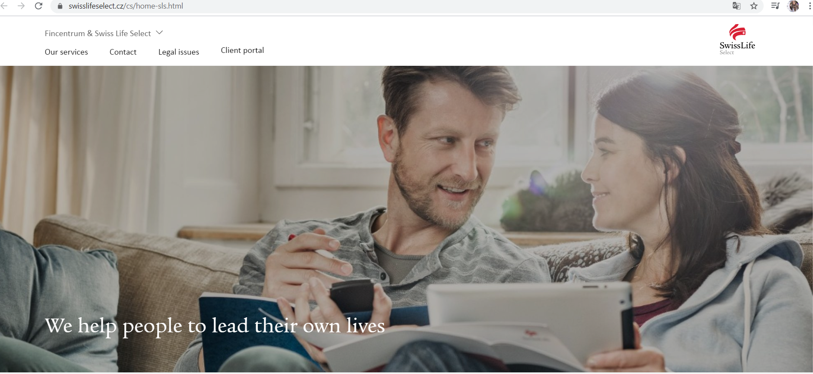 swisslifeselect.cz/cs/home-sls.html
Fincentrum & Swiss Life Select
Our services Contact Legal issues Client portal
SwissLife
Select
We help people to lead their own lives